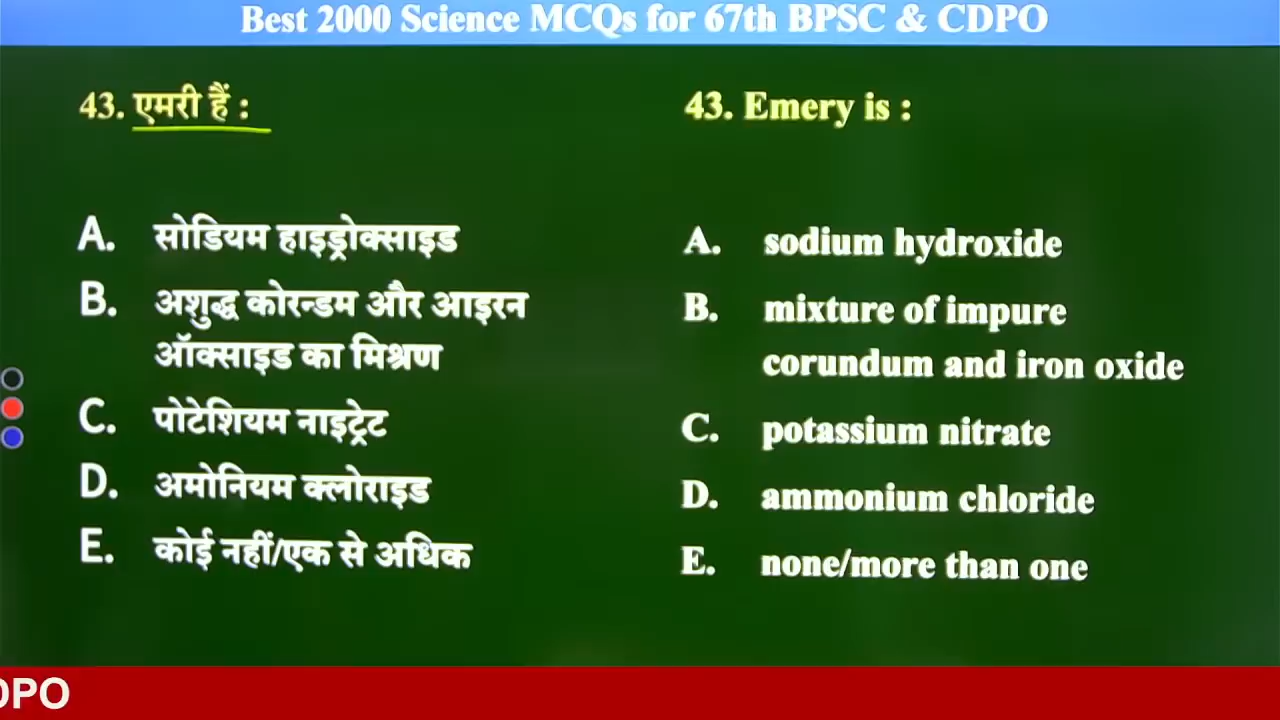 Best 2000 Science MCQs for 67th BPSC & CDPO
43. एमरी हैं :
A. सोडियम हाइड्रोक्साइड
B. अशुद्ध कोरन्डम और आइरन
ऑक्साइड का मिश्रण
C. पोटेशियम नाइट्रेट
D. अमोनियम क्लोराइड
E. कोई नहीं/एक से अधिक
43. Emery is :
A. sodium hydroxide
B. mixture of impure
corundum and iron oxide
C. potassium nitrate
D. ammonium chloride
E. none/more than one
DPO